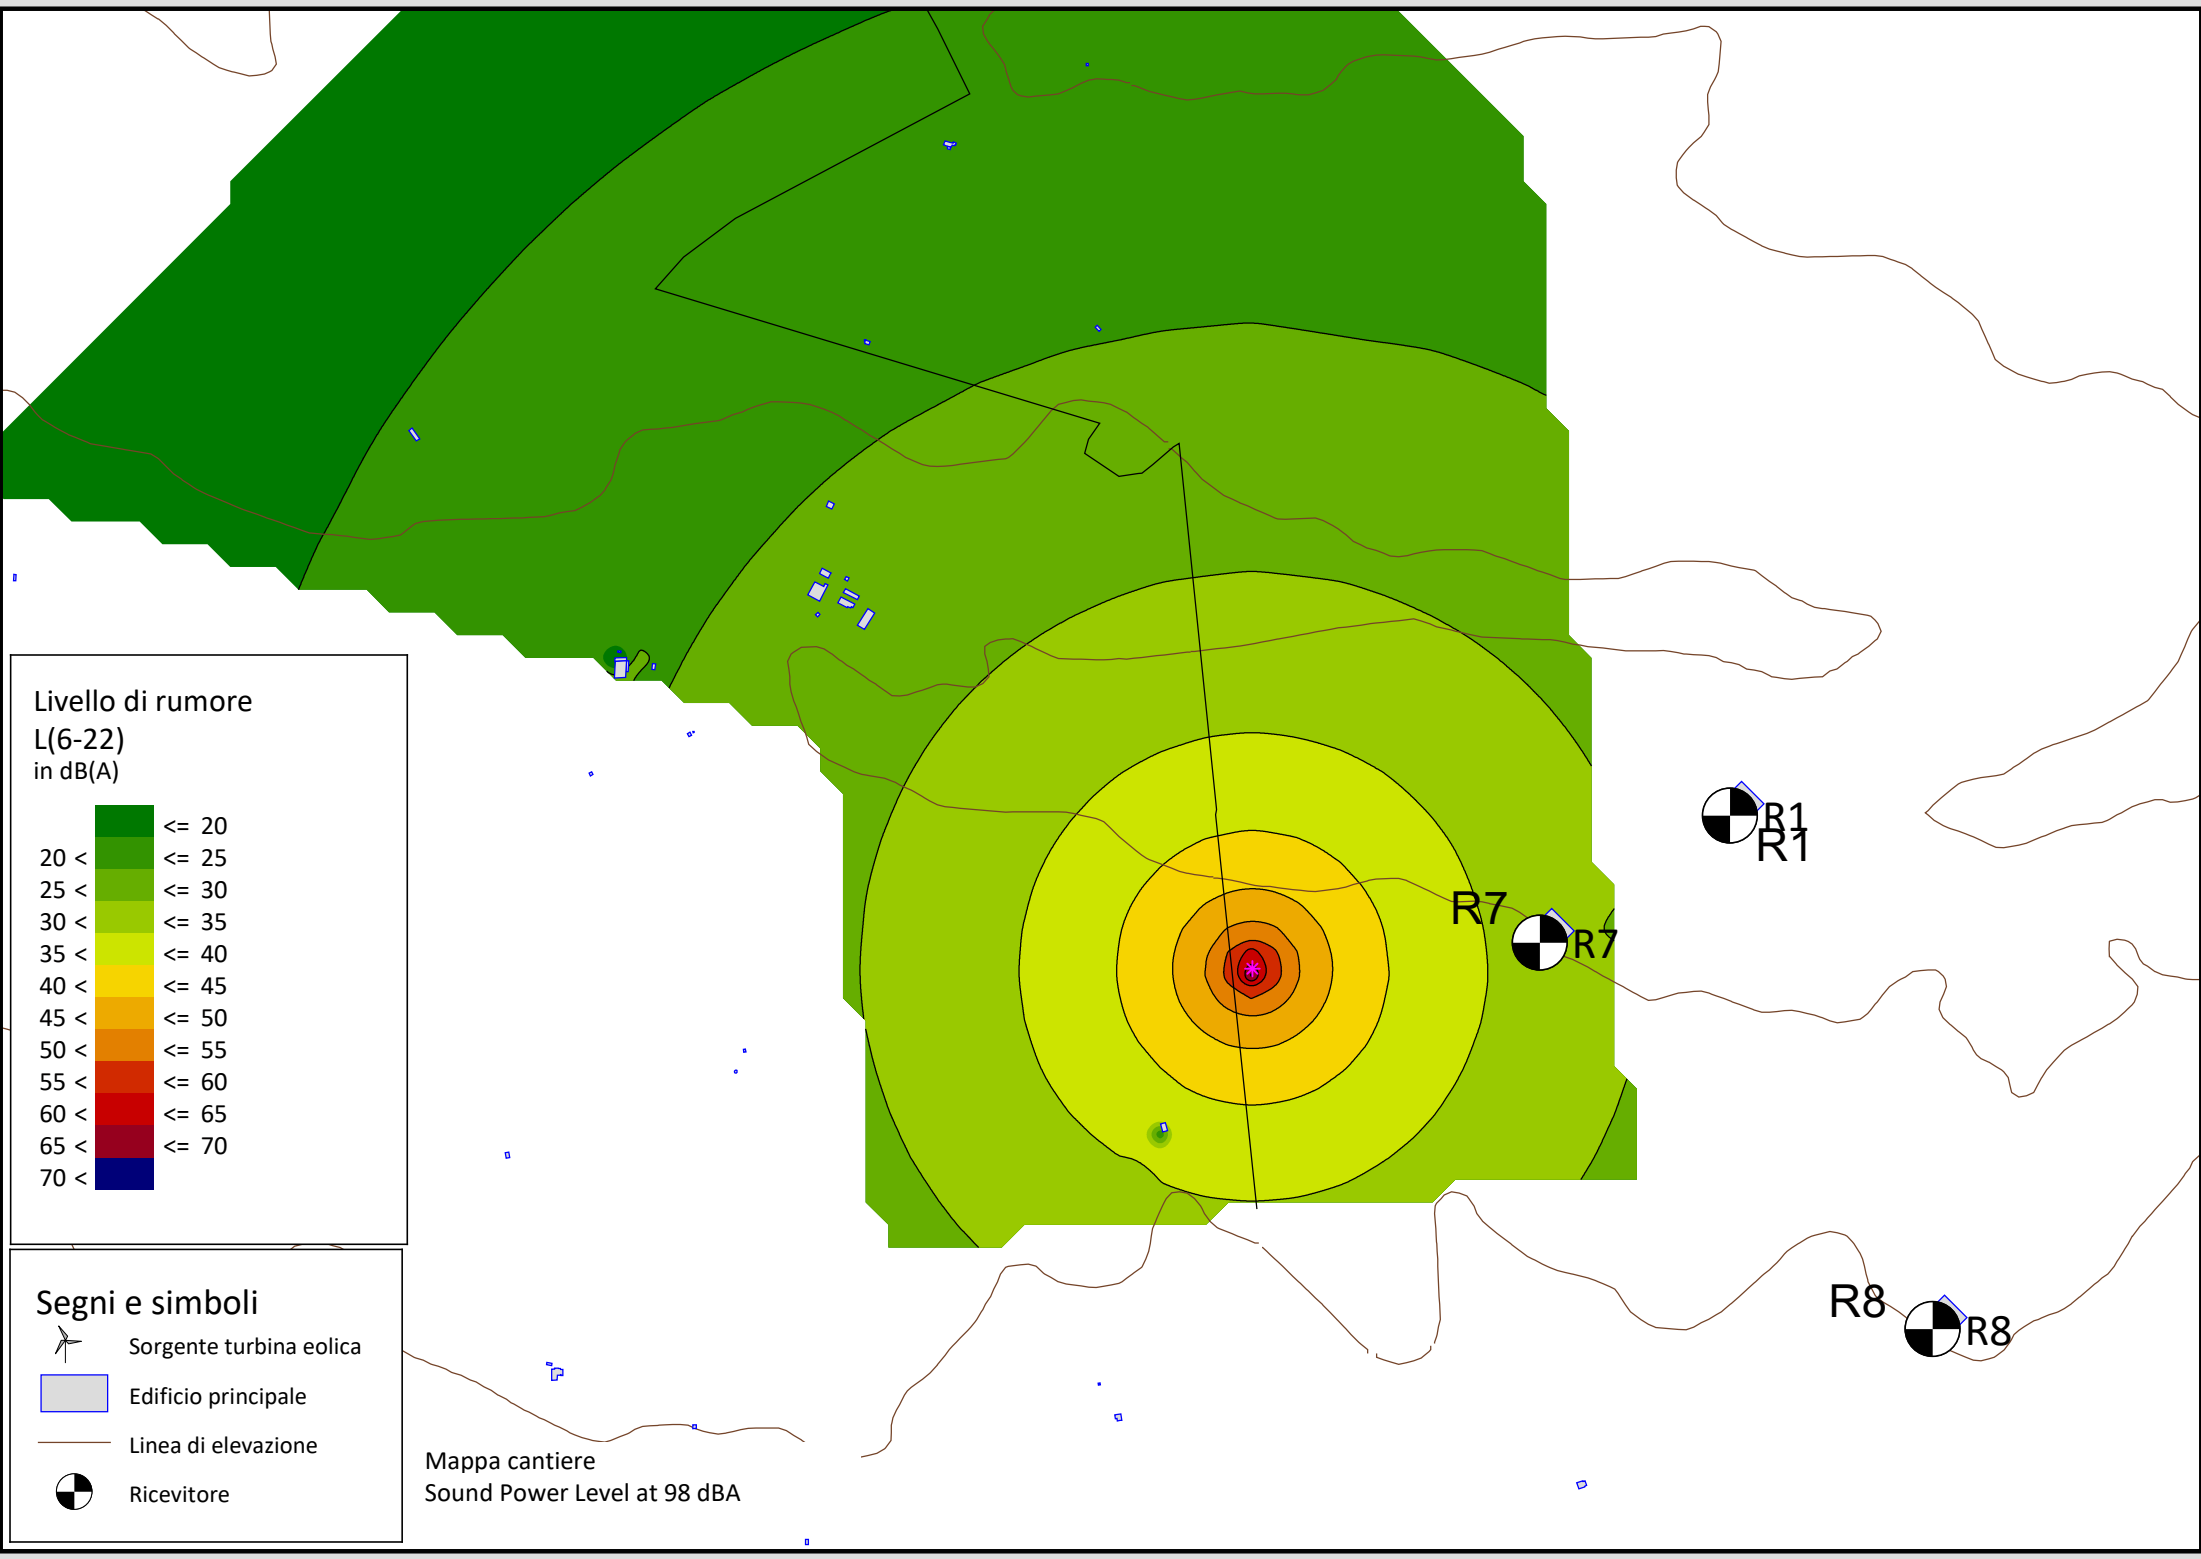 R1
R1
R7
R7
R8
R8
Livello di rumore
L(6-22)
in dB(A)
<= 20
20 < <= 25
25 < <= 30
30 < <= 35
35 < <= 40
40 < <= 45
45 < <= 50
50 < <= 55
55 < <= 60
60 < <= 65
65 < <= 70
70 <
Segni e simboli
Sorgente turbina eolica
Edificio principale
Linea di elevazione
Ricevitore
Mappa cantiere
Sound Power Level at 98 dBA